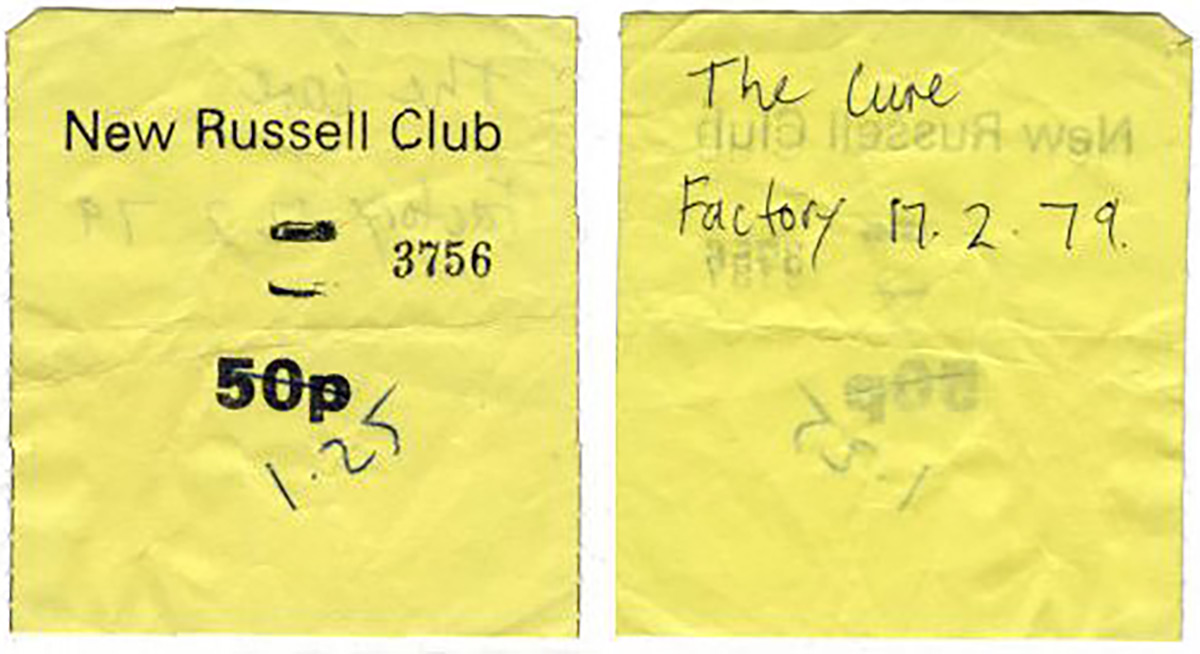 New Russell Club
3756
50p
1.25
The Cure
Factory 17.2.79.